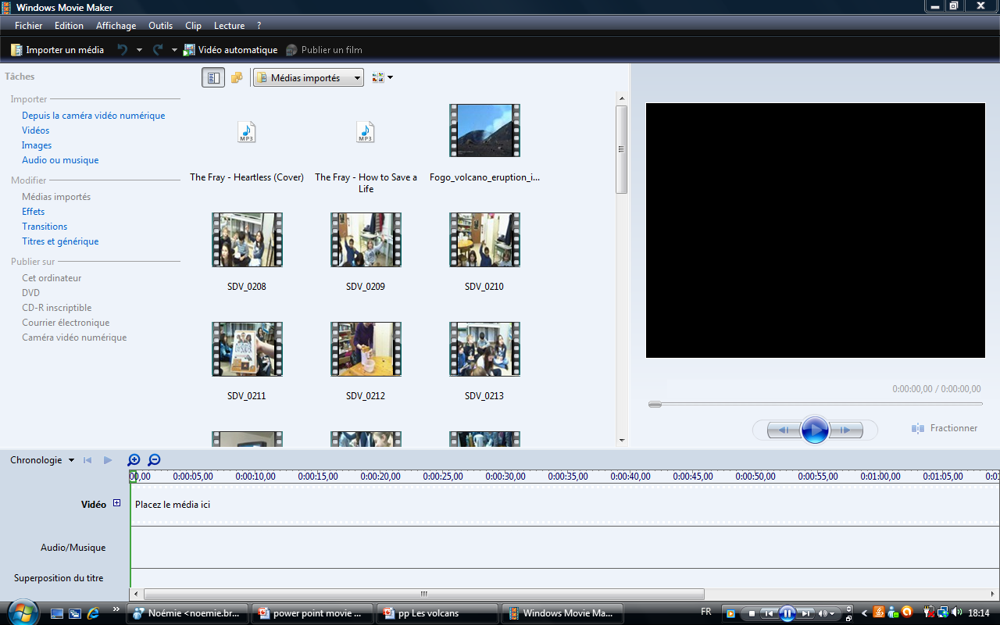 Windows Movie Maker
Fichier Edition Affichage Outils Clip Lecture ?
Importer un média Vidéo automatique Publier un film
Tâches
Médias importés
Importer
Depuis la caméra vidéo numérique
Vidéos
Images
Audio ou musique
Modifier
Médias importés
Effets
Transitions
Titres et générique
Publier sur
Cet ordinateur
DVD
CD-R inscriptible
Courrier électronique
Caméra vidéo numérique
MP3 MP3
The Fray - Heartless (Cover) The Fray - How to Save a Fogo_volcano_eruption_i...
Life
SDV_0208 SDV_0209 SDV_0210
SDV_0211 SDV_0212 SDV_0213
0:00:00,00 / 0:00:00,00
Fractionner
Chronologie
00,00 0:00:05,00 0:00:10,00 0:00:15,00 0:00:20,00 0:00:25,00 0:00:30,00 0:00:35,00 0:00:40,00 0:00:45,00 0:00:50,00 0:00:55,00 0:01:00,00 0:01:05,00 0:01
Vidéo Placez le média ici
Audio/Musique
Superposition du titre
Noémie <noemie.br... power point movie ... pp Les volcans Windows Movie Ma... FR 18:14